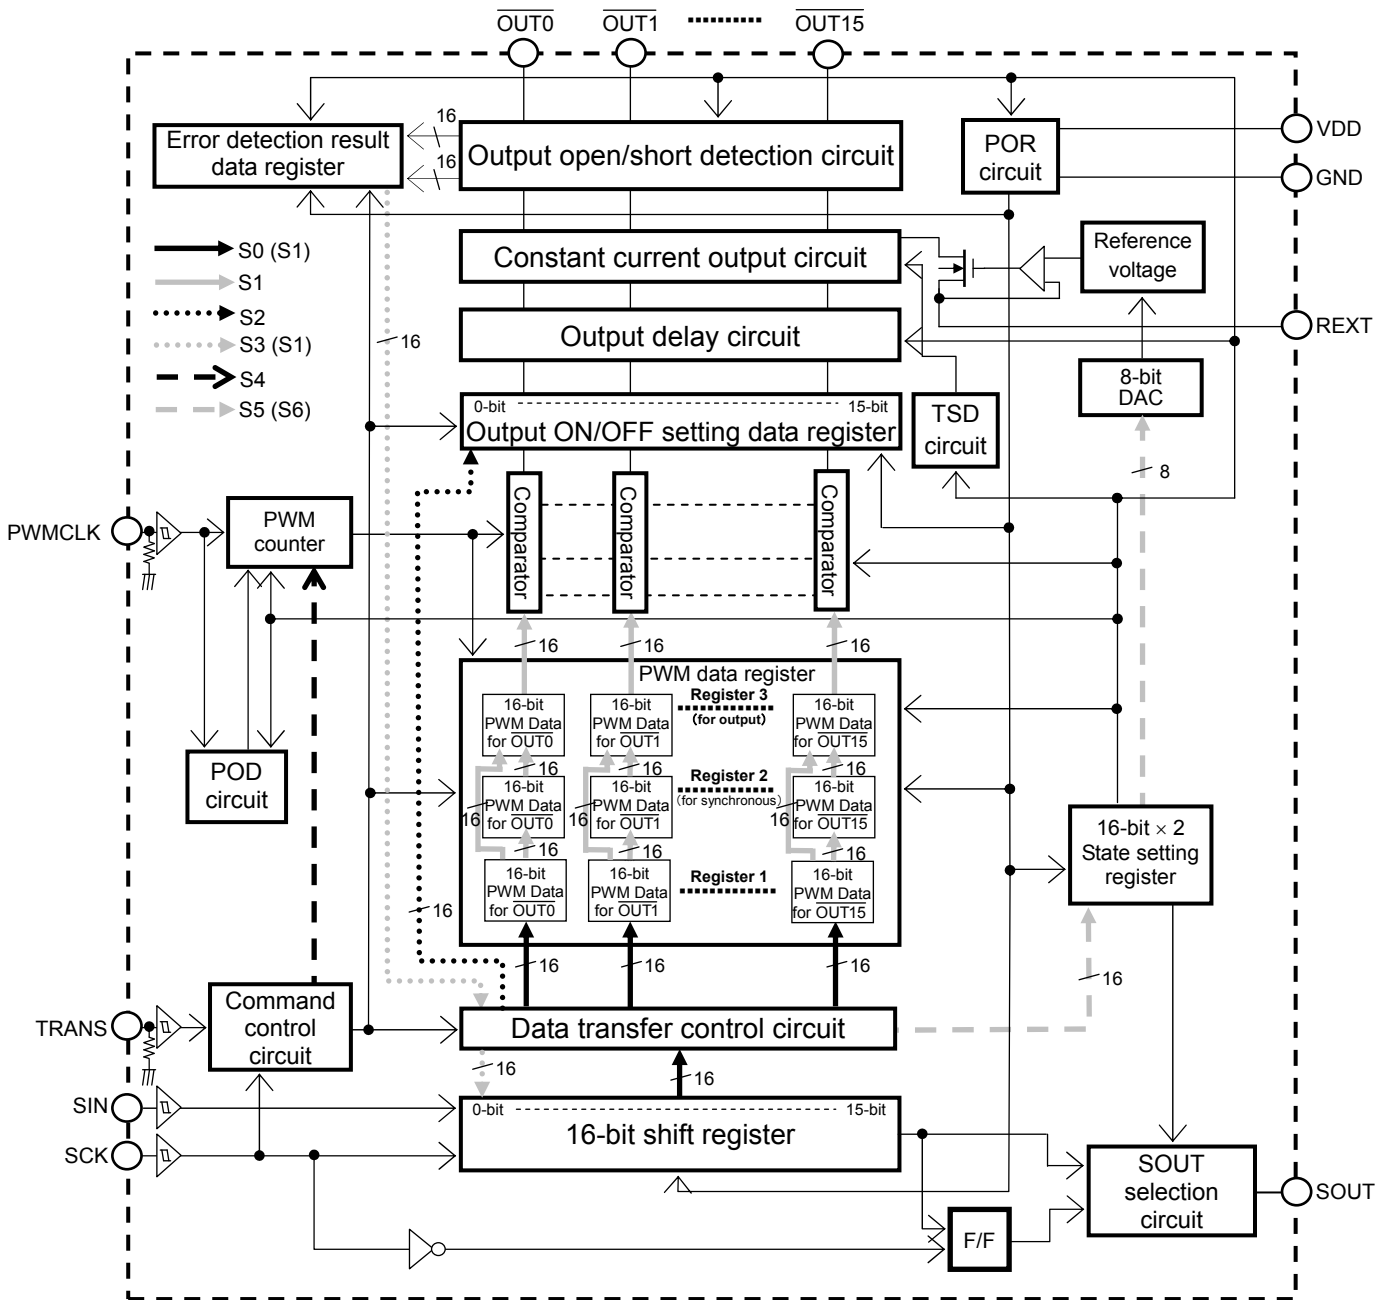 OUT0 OUT1 OUT15
16
Error detection result
data register
16
Output open/short detection circuit
POR
circuit
VDD
GND
S0 (S1)
S1
S2
S3 (S1)
S4
S5 (S6)
16
Constant current output circuit
Reference
voltage
Output delay circuit
REXT
8-bit
DAC
0-bit 15-bit
Output ON/OFF setting data register
TSD
circuit
8
PWMCLK
PWM
counter
Comparator
Comparator
Comparator
16 16 16
PWM data register
16-bit
PWM Data
for OUT0
16-bit
PWM Data
for OUT1
Register 3
(for output)
16-bit
PWM Data
for OUT15
16 16 16
POD
circuit
16-bit
PWM Data
for OUT0
16-bit
PWM Data
for OUT1
Register 2
(for synchronous)
16-bit
PWM Data
for OUT15
16 16 16
16 16 16
16-bit × 2
State setting
register
16-bit
PWM Data
for OUT0
16-bit
PWM Data
for OUT1
Register 1
16-bit
PWM Data
for OUT15
16
16 16 16
16
TRANS
Command
control
circuit
Data transfer control circuit
16
16
SIN
0-bit 15-bit
16-bit shift register
SCK
SOUT
selection
circuit
SOUT
F/F